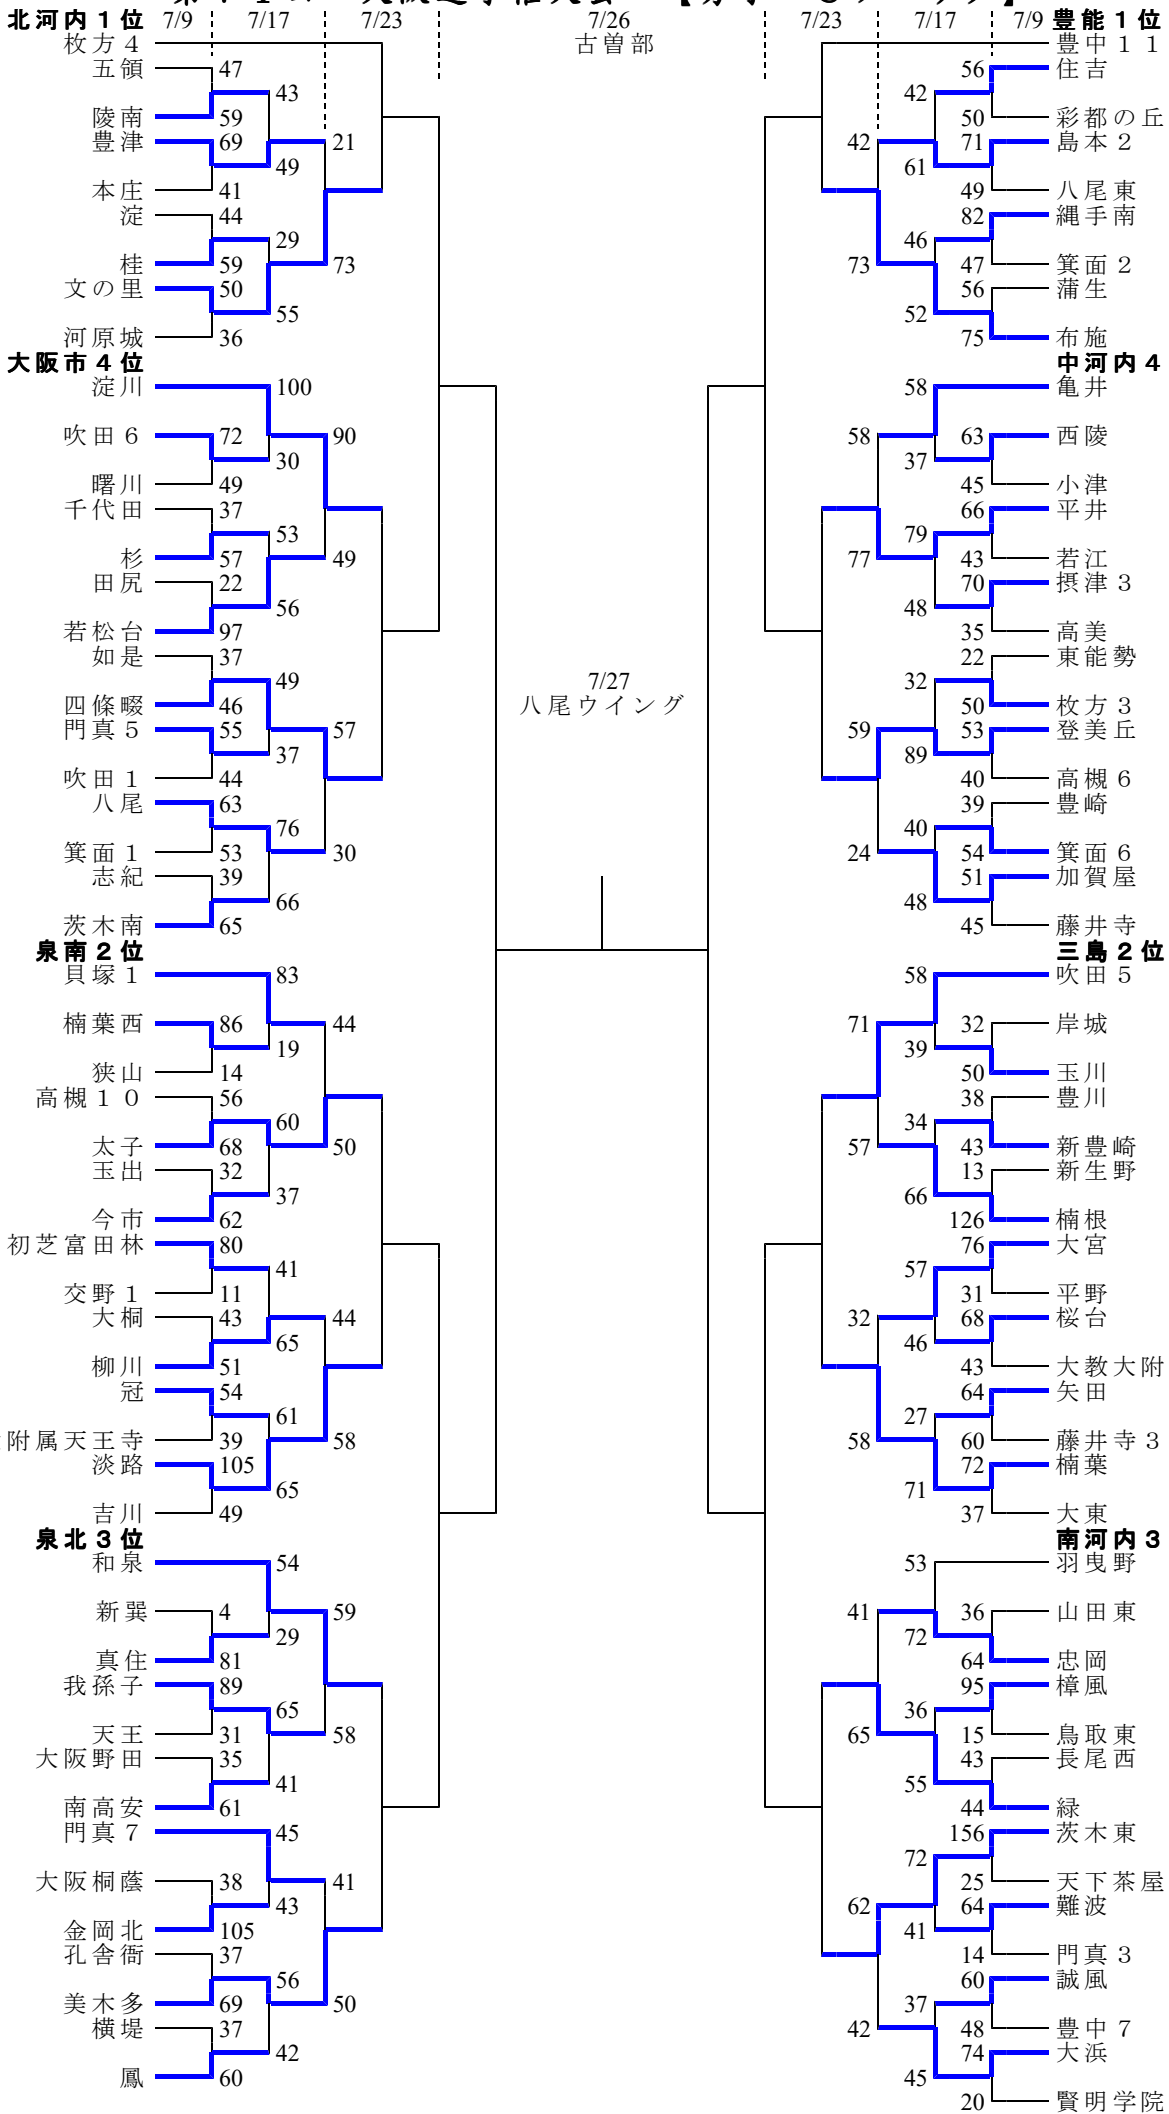 北河内１位 7/9 7/17 7/23 7/26 7/23 7/17 7/9 豊能１位
古曽部
枚方４
五領 47
43
陵南 59
21
豊津 69
49
本庄 41
淀 44
29
桂 59
73
文の里 50
55
河原城 36
大阪市４位
淀川 100
90
吹田６ 72
30
曙川 49
千代田 37
53
杉 57
49
田尻 22
56
若松台 97
如是 37
49
四條畷 46
57
門真５ 55
37
吹田１ 44
八尾 63
76
箕面１ 53
30
志紀 39
66
茨木南 65
泉南２位
貝塚１ 83
44
楠葉西 86
19
狭山 14
高槻１０ 56
60
太子 68
50
玉出 32
37
今市 62
初芝富田林 80
41
交野１ 11
44
大桐 43
65
柳川 51
冠 54
61
附属天王寺 39
58
淡路 105
65
吉川 49
泉北３位
和泉 54
59
新巽 4
29
真住 81
我孫子 89
65
天王 31
58
大阪野田 35
41
南高安 61
門真７ 45
41
大阪桐蔭 38
43
金岡北 105
孔舎衙 37
56
美木多 69
50
横堤 37
42
鳳 60
7/27
八尾ウイング
豊中１１
56 住吉
42
50 彩都の丘
42
71 島本２
61
49 八尾東
82 縄手南
46
47 箕面２
73
56 蒲生
52
75 布施
中河内４
58 亀井
58
63 西陵
37
45 小津
66 平井
79
43 若江
77
70 摂津３
48
35 高美
22 東能勢
32
50 枚方３
59
53 登美丘
89
40 高槻６
39 豊崎
40
54 箕面６
24
51 加賀屋
48
45 藤井寺
三島２位
58 吹田５
71
32 岸城
39
50 玉川
38 豊川
34
43 新豊崎
57
13 新生野
66
126 楠根
76 大宮
57
31 平野
32
68 桜台
46
43 大教大附
64 矢田
27
60 藤井寺３
58
72 楠葉
71
37 大東
南河内３
53 羽曳野
41
36 山田東
72
64 忠岡
95 樟風
36
15 鳥取東
65
43 長尾西
55
44 緑
156 茨木東
72
25 天下茶屋
62
64 難波
41
14 門真３
60 誠風
37
48 豊中７
42
74 大浜
45
20 賢明学院